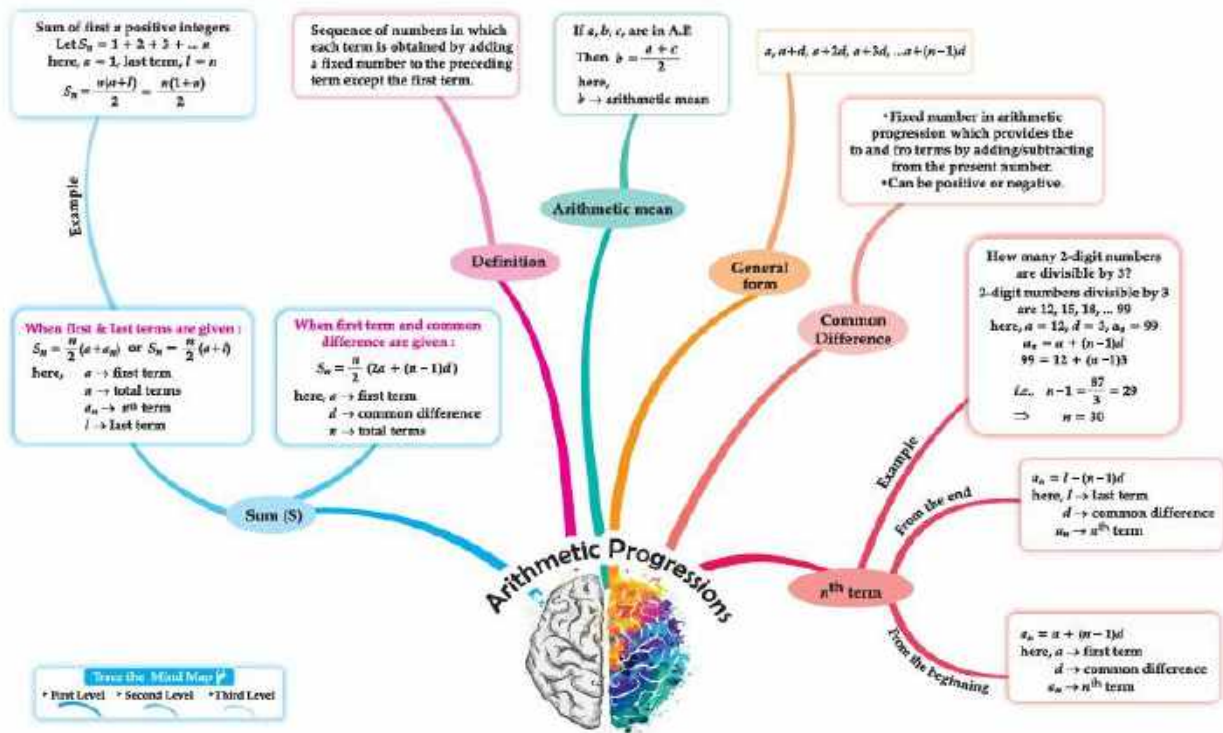 Sum of first n positive integers
Let Sₙ = 1 + 2 + 3 + ... n
here, a = 1, last term, l = n
Sₙ = n(a+l)/2 = n(1+n)/2
Example
When first & last terms are given :
Sₙ = n/2 (a+aₙ) or Sₙ = n/2 (a+l)
here, a → first term
n → total terms
aₙ → nᵗʰ term
l → last term
When first term and common
difference are given :
Sₙ = n/2 (2a + (n−1)d)
here, a → first term
d → common difference
n → total terms
Sum (S)
Sequence of numbers in which
each term is obtained by adding
a fixed number to the preceding
term except the first term.
Definition
If a, b, c, are in A.P.
Then b = (a + c)/2
here,
b → arithmetic mean
Arithmetic mean
a, a+d, a+2d, a+3d, ...a+(n−1)d
General
form
•Fixed number in arithmetic
progression which provides the
to and fro terms by adding/subtracting
from the present number.
•Can be positive or negative.
Common
Difference
How many 2-digit numbers
are divisible by 3?
2-digit numbers divisible by 3
are 12, 15, 18, ... 99
here, a = 12, d = 3, aₙ = 99
aₙ = a + (n−1)d
99 = 12 + (n−1)3
i.e., n−1 = 87/3 = 29
⇒ n = 30
Example
From the end
aₙ = l − (n−1)d
here, l → last term
d → common difference
aₙ → nᵗʰ term
nᵗʰ term
From the beginning
aₙ = a + (n−1)d
here, a → first term
d → common difference
aₙ → nᵗʰ term
Arithmetic Progressions
Trace the Mind Map
First Level Second Level Third Level